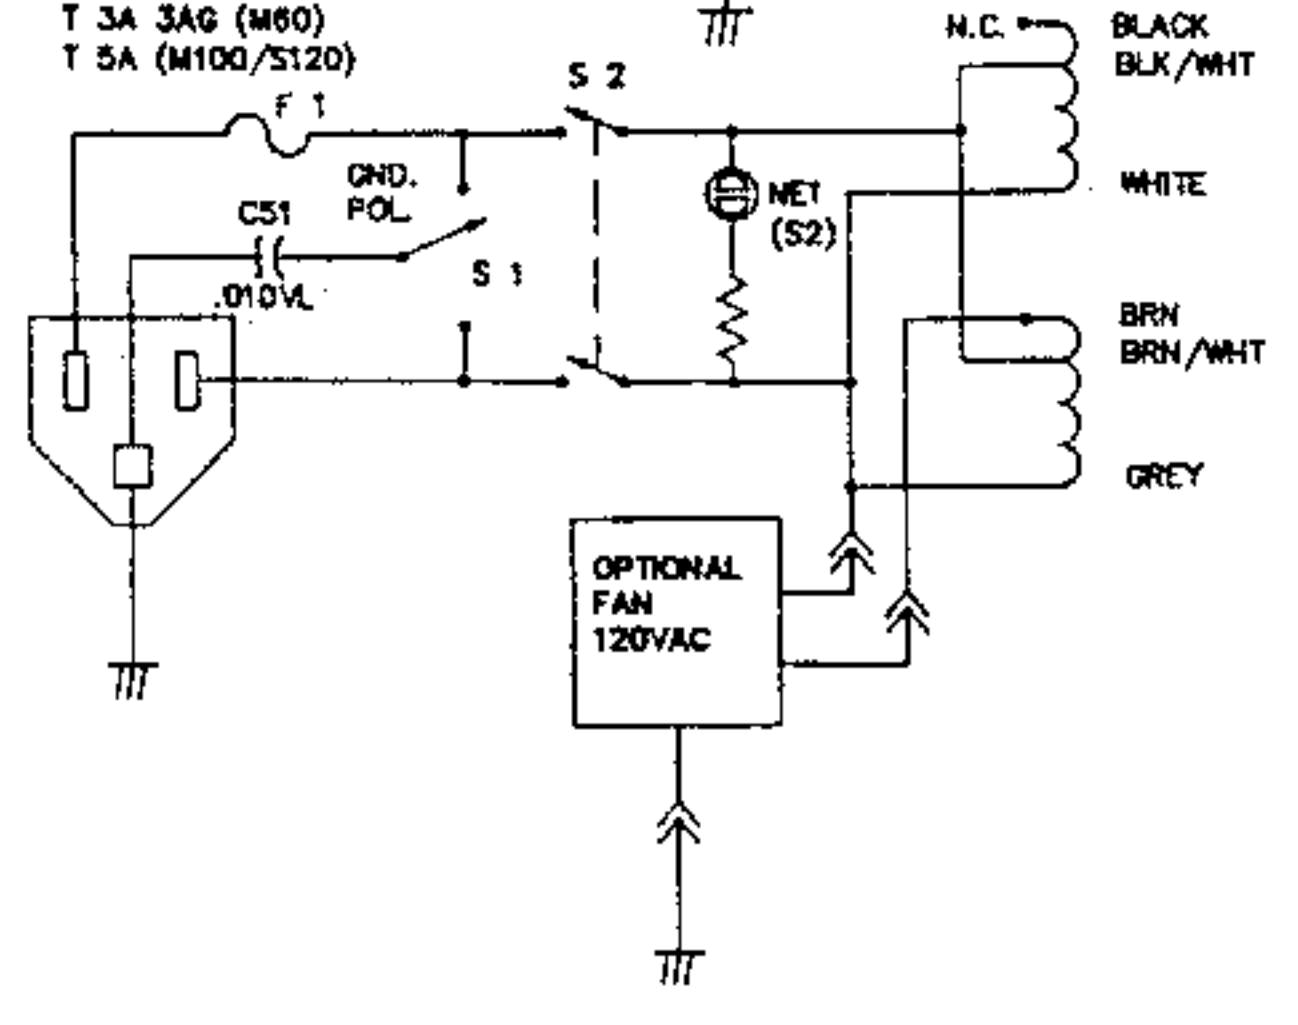 T 3A 3AG (M60)
T 5A (M100/S120)
F 1
S 2
N.C.
BLACK
BLK/WHT
GND.
POL.
C51
.010VL
S 1
NET
(S2)
WHITE
BRN
BRN/WHT
GREY
OPTIONAL
FAN
120VAC